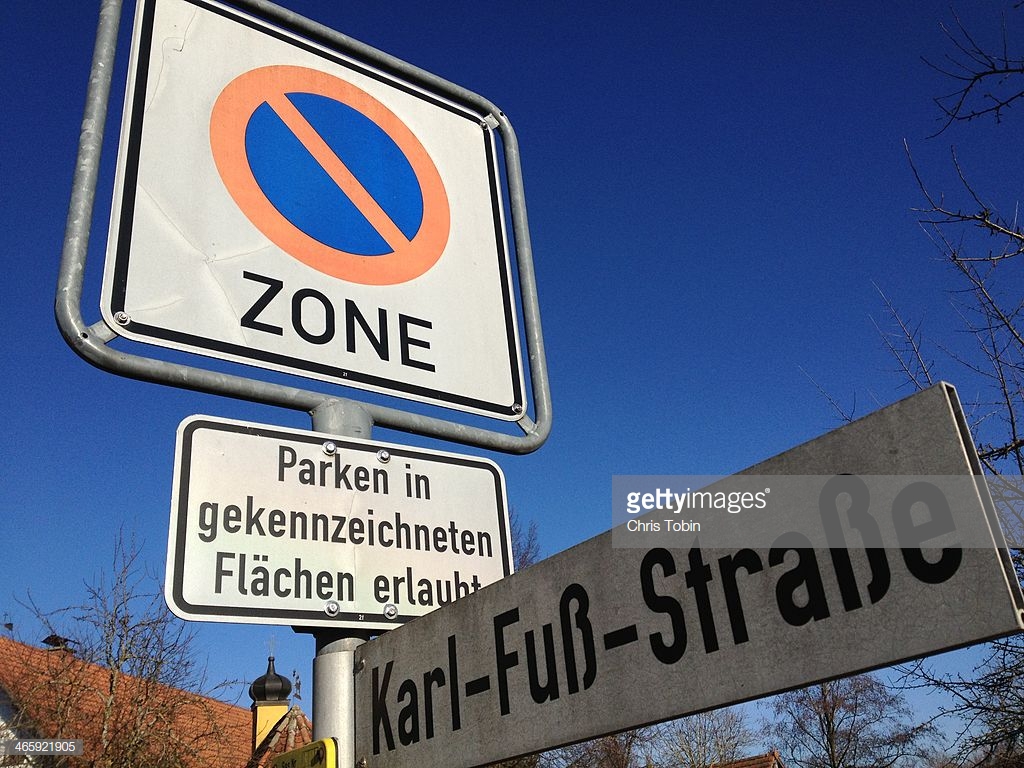 ZONE
Parken in
gekennzeichneten
Flächen erlaubt
Karl-Fuß-Straße
gettyimages®
Chris Tobin
465921905